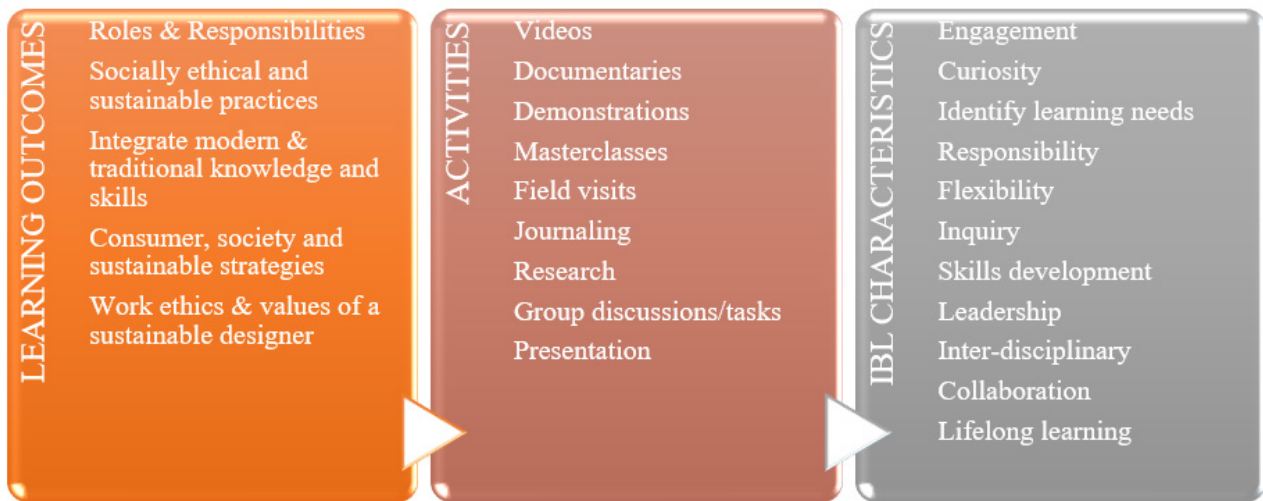 LEARNING OUTCOMES
Roles & Responsibilities
Socially ethical and
sustainable practices
Integrate modern &
traditional knowledge and
skills
Consumer, society and
sustainable strategies
Work ethics & values of a
sustainable designer
ACTIVITIES
Videos
Documentaries
Demonstrations
Masterclasses
Field visits
Journaling
Research
Group discussions/tasks
Presentation
IBL CHARACTERISTICS
Engagement
Curiosity
Identify learning needs
Responsibility
Flexibility
Inquiry
Skills development
Leadership
Inter-disciplinary
Collaboration
Lifelong learning